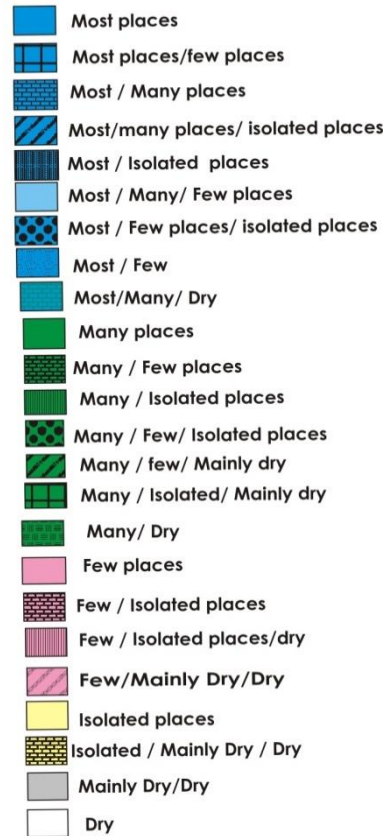 Most places
Most places/few places
Most / Many places
Most/many places/ isolated places
Most / Isolated places
Most / Many/ Few places
Most / Few places/ isolated places
Most / Few
Most/Many/ Dry
Many places
Many / Few places
Many / Isolated places
Many / Few/ Isolated places
Many / few/ Mainly dry
Many / Isolated/ Mainly dry
Many/ Dry
Few places
Few / Isolated places
Few / Isolated places/dry
Few/Mainly Dry/Dry
Isolated places
Isolated / Mainly Dry / Dry
Mainly Dry/Dry
Dry